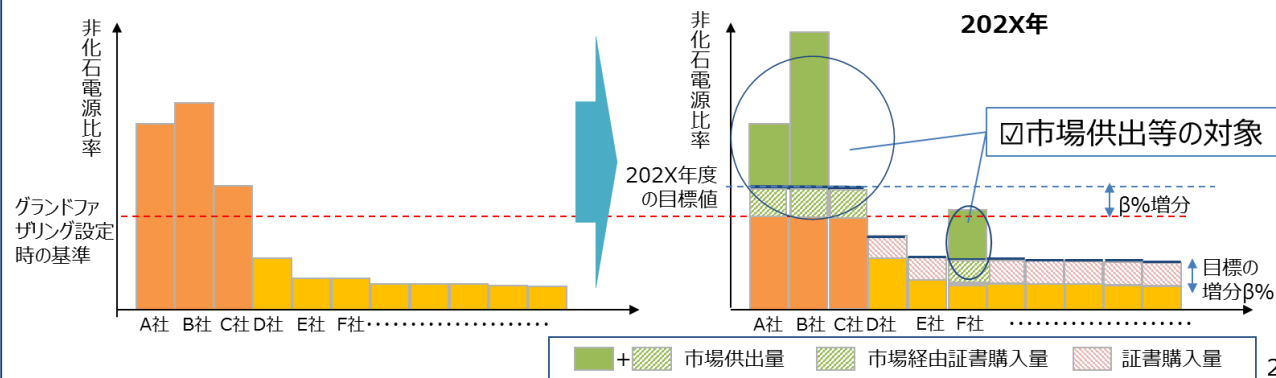 非化石電源比率
グランドファ
ザリング設定
時の基準
A社 B社 C社 D社 E社 F社・・・・・・・・・・・・・・・・・・・・
202X年
非化石電源比率
☑市場供出等の対象
202X年度
の目標値
β%増分
目標の
増分β%
A社 B社 C社 D社 E社 F社 ・・・・・・・・・・・・・・・・・・・・
+ 市場供出量 市場経由証書購入量 証書購入量
2